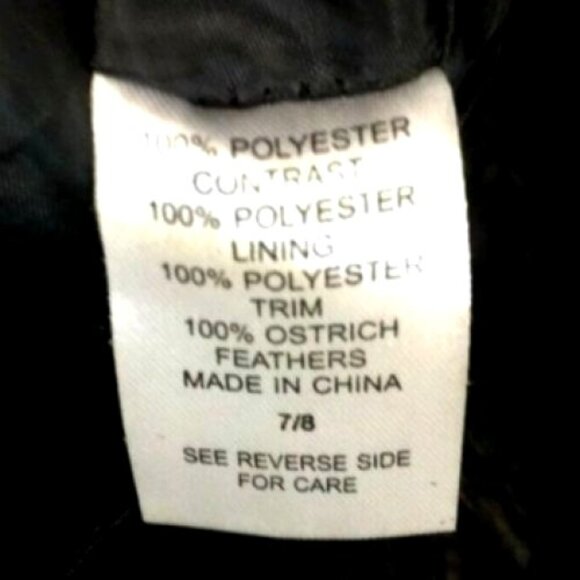 100% POLYESTER
CONTRAST
100% POLYESTER
LINING
100% POLYESTER
TRIM
100% OSTRICH
FEATHERS
MADE IN CHINA
7/8
SEE REVERSE SIDE
FOR CARE